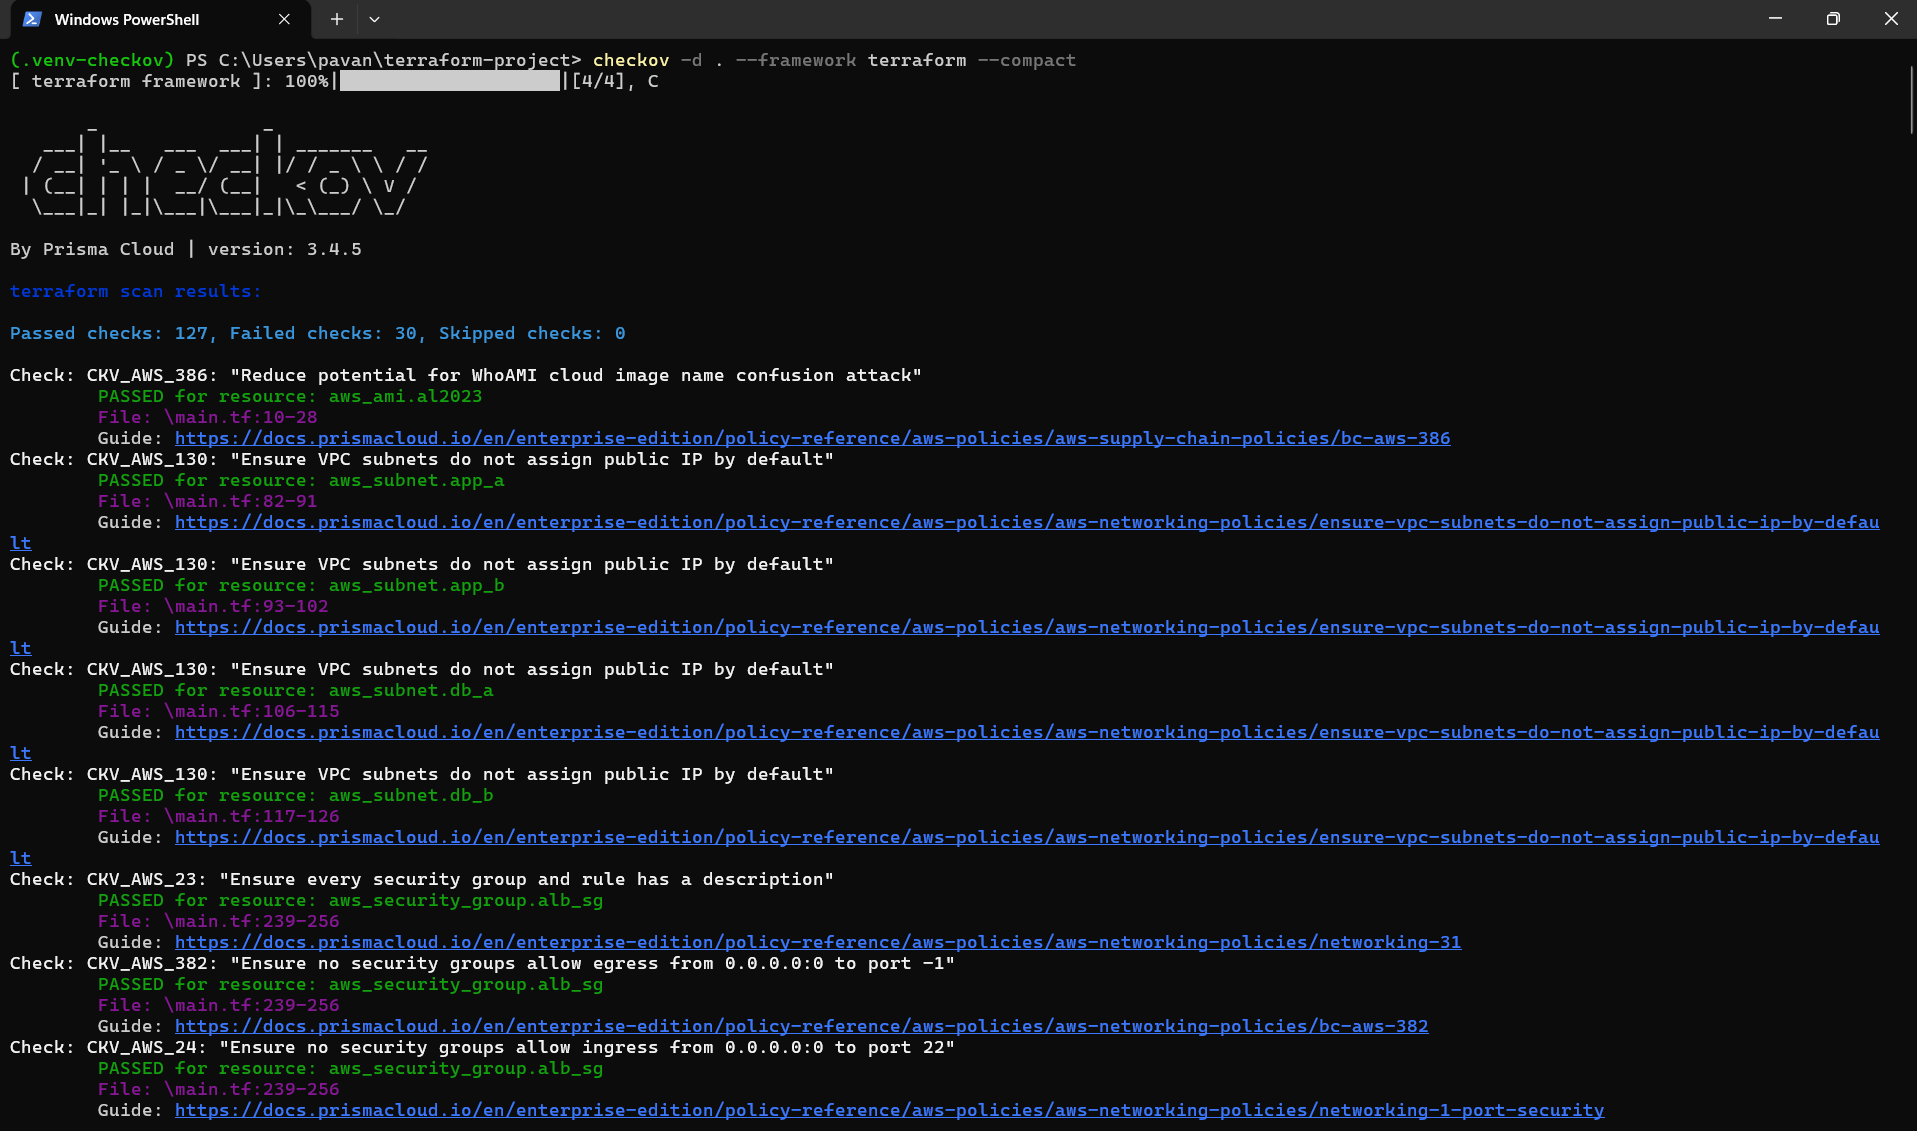 Windows PowerShell
(.venv-checkov) PS C:\Users\pavan\terraform-project> checkov -d . --framework terraform --compact
[ terraform framework ]: 100%|████████████████████|[4/4], C
       _               _
   ___| |__   ___  ___| | _______   __
  / __| '_ \ / _ \/ __| |/ / _ \ \ / /
 | (__| | | |  __/ (__|   < (_) \ V /
  \___|_| |_|\___|\___|_|\_\___/ \_/
By Prisma Cloud | version: 3.4.5
terraform scan results:
Passed checks: 127, Failed checks: 30, Skipped checks: 0
Check: CKV_AWS_386: "Reduce potential for WhoAMI cloud image name confusion attack"
PASSED for resource: aws_ami.al2023
File: \main.tf:10-28
Guide: https://docs.prismacloud.io/en/enterprise-edition/policy-reference/aws-policies/aws-supply-chain-policies/bc-aws-386
Check: CKV_AWS_130: "Ensure VPC subnets do not assign public IP by default"
PASSED for resource: aws_subnet.app_a
File: \main.tf:82-91
Guide: https://docs.prismacloud.io/en/enterprise-edition/policy-reference/aws-policies/aws-networking-policies/ensure-vpc-subnets-do-not-assign-public-ip-by-defau
lt
Check: CKV_AWS_130: "Ensure VPC subnets do not assign public IP by default"
PASSED for resource: aws_subnet.app_b
File: \main.tf:93-102
Guide: https://docs.prismacloud.io/en/enterprise-edition/policy-reference/aws-policies/aws-networking-policies/ensure-vpc-subnets-do-not-assign-public-ip-by-defau
lt
Check: CKV_AWS_130: "Ensure VPC subnets do not assign public IP by default"
PASSED for resource: aws_subnet.db_a
File: \main.tf:106-115
Guide: https://docs.prismacloud.io/en/enterprise-edition/policy-reference/aws-policies/aws-networking-policies/ensure-vpc-subnets-do-not-assign-public-ip-by-defau
lt
Check: CKV_AWS_130: "Ensure VPC subnets do not assign public IP by default"
PASSED for resource: aws_subnet.db_b
File: \main.tf:117-126
Guide: https://docs.prismacloud.io/en/enterprise-edition/policy-reference/aws-policies/aws-networking-policies/ensure-vpc-subnets-do-not-assign-public-ip-by-defau
lt
Check: CKV_AWS_23: "Ensure every security group and rule has a description"
PASSED for resource: aws_security_group.alb_sg
File: \main.tf:239-256
Guide: https://docs.prismacloud.io/en/enterprise-edition/policy-reference/aws-policies/aws-networking-policies/networking-31
Check: CKV_AWS_382: "Ensure no security groups allow egress from 0.0.0.0:0 to port -1"
PASSED for resource: aws_security_group.alb_sg
File: \main.tf:239-256
Guide: https://docs.prismacloud.io/en/enterprise-edition/policy-reference/aws-policies/aws-networking-policies/bc-aws-382
Check: CKV_AWS_24: "Ensure no security groups allow ingress from 0.0.0.0:0 to port 22"
PASSED for resource: aws_security_group.alb_sg
File: \main.tf:239-256
Guide: https://docs.prismacloud.io/en/enterprise-edition/policy-reference/aws-policies/aws-networking-policies/networking-1-port-security